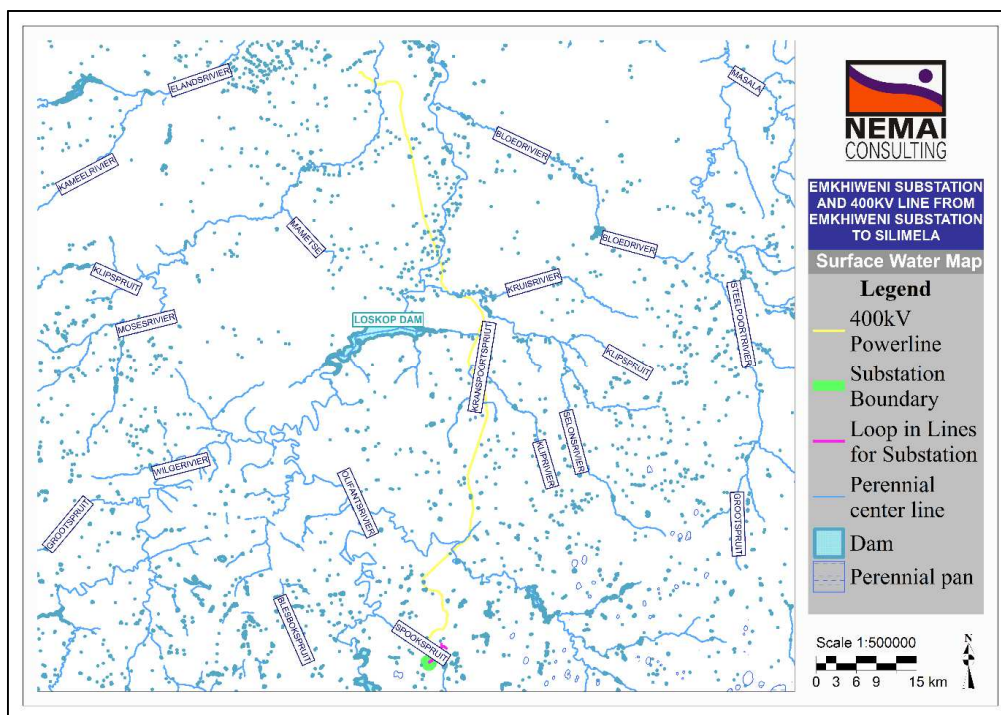 ELANDSRIVIER
MASALA
BLOEDRIVIER
KAMEELRIVIER
MAMETSE
BLOEDRIVER
KLIPSPRUIT
KRUISRIVIER
STEELPOORTRIVIER
MOSESRIVIER
LOSKOP DAM
KRANSPOORTSPRIUT
KLIPSPRUIT
SELONSRIVIER
KLIPRIVIER
WILGERIVIER
OLIFANTSRIVIER
GROOTSPRUIT
GROOTSPRUIT
BLESBOKSPRUIT
SPOOKSPRUIT
NEMAI
CONSULTING
EMKHIWENI SUBSTATION
AND 400KV LINE FROM
EMKHIWENI SUBSTATION
TO SILIMELA
Surface Water Map
Legend
400kV
Powerline
Substation
Boundary
Loop in Lines
for Substation
Perennial
center line
Dam
Perennial pan
Scale 1:500000
N
0 3 6 9 15 km